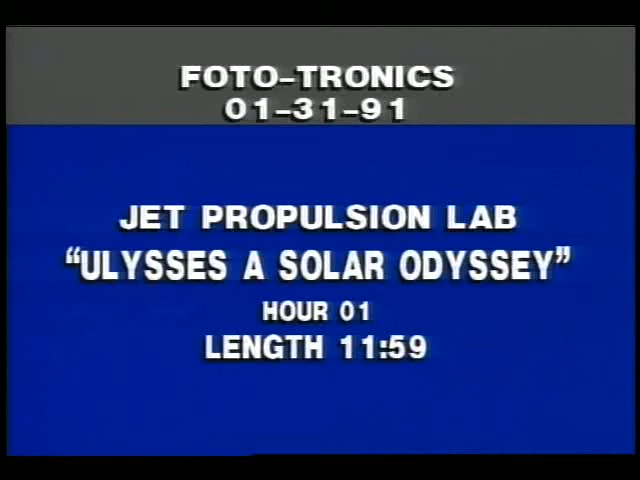 FOTO-TRONICS
01-31-91
JET PROPULSION LAB
“ULYSSES A SOLAR ODYSSEY”
HOUR 01
LENGTH 11:59